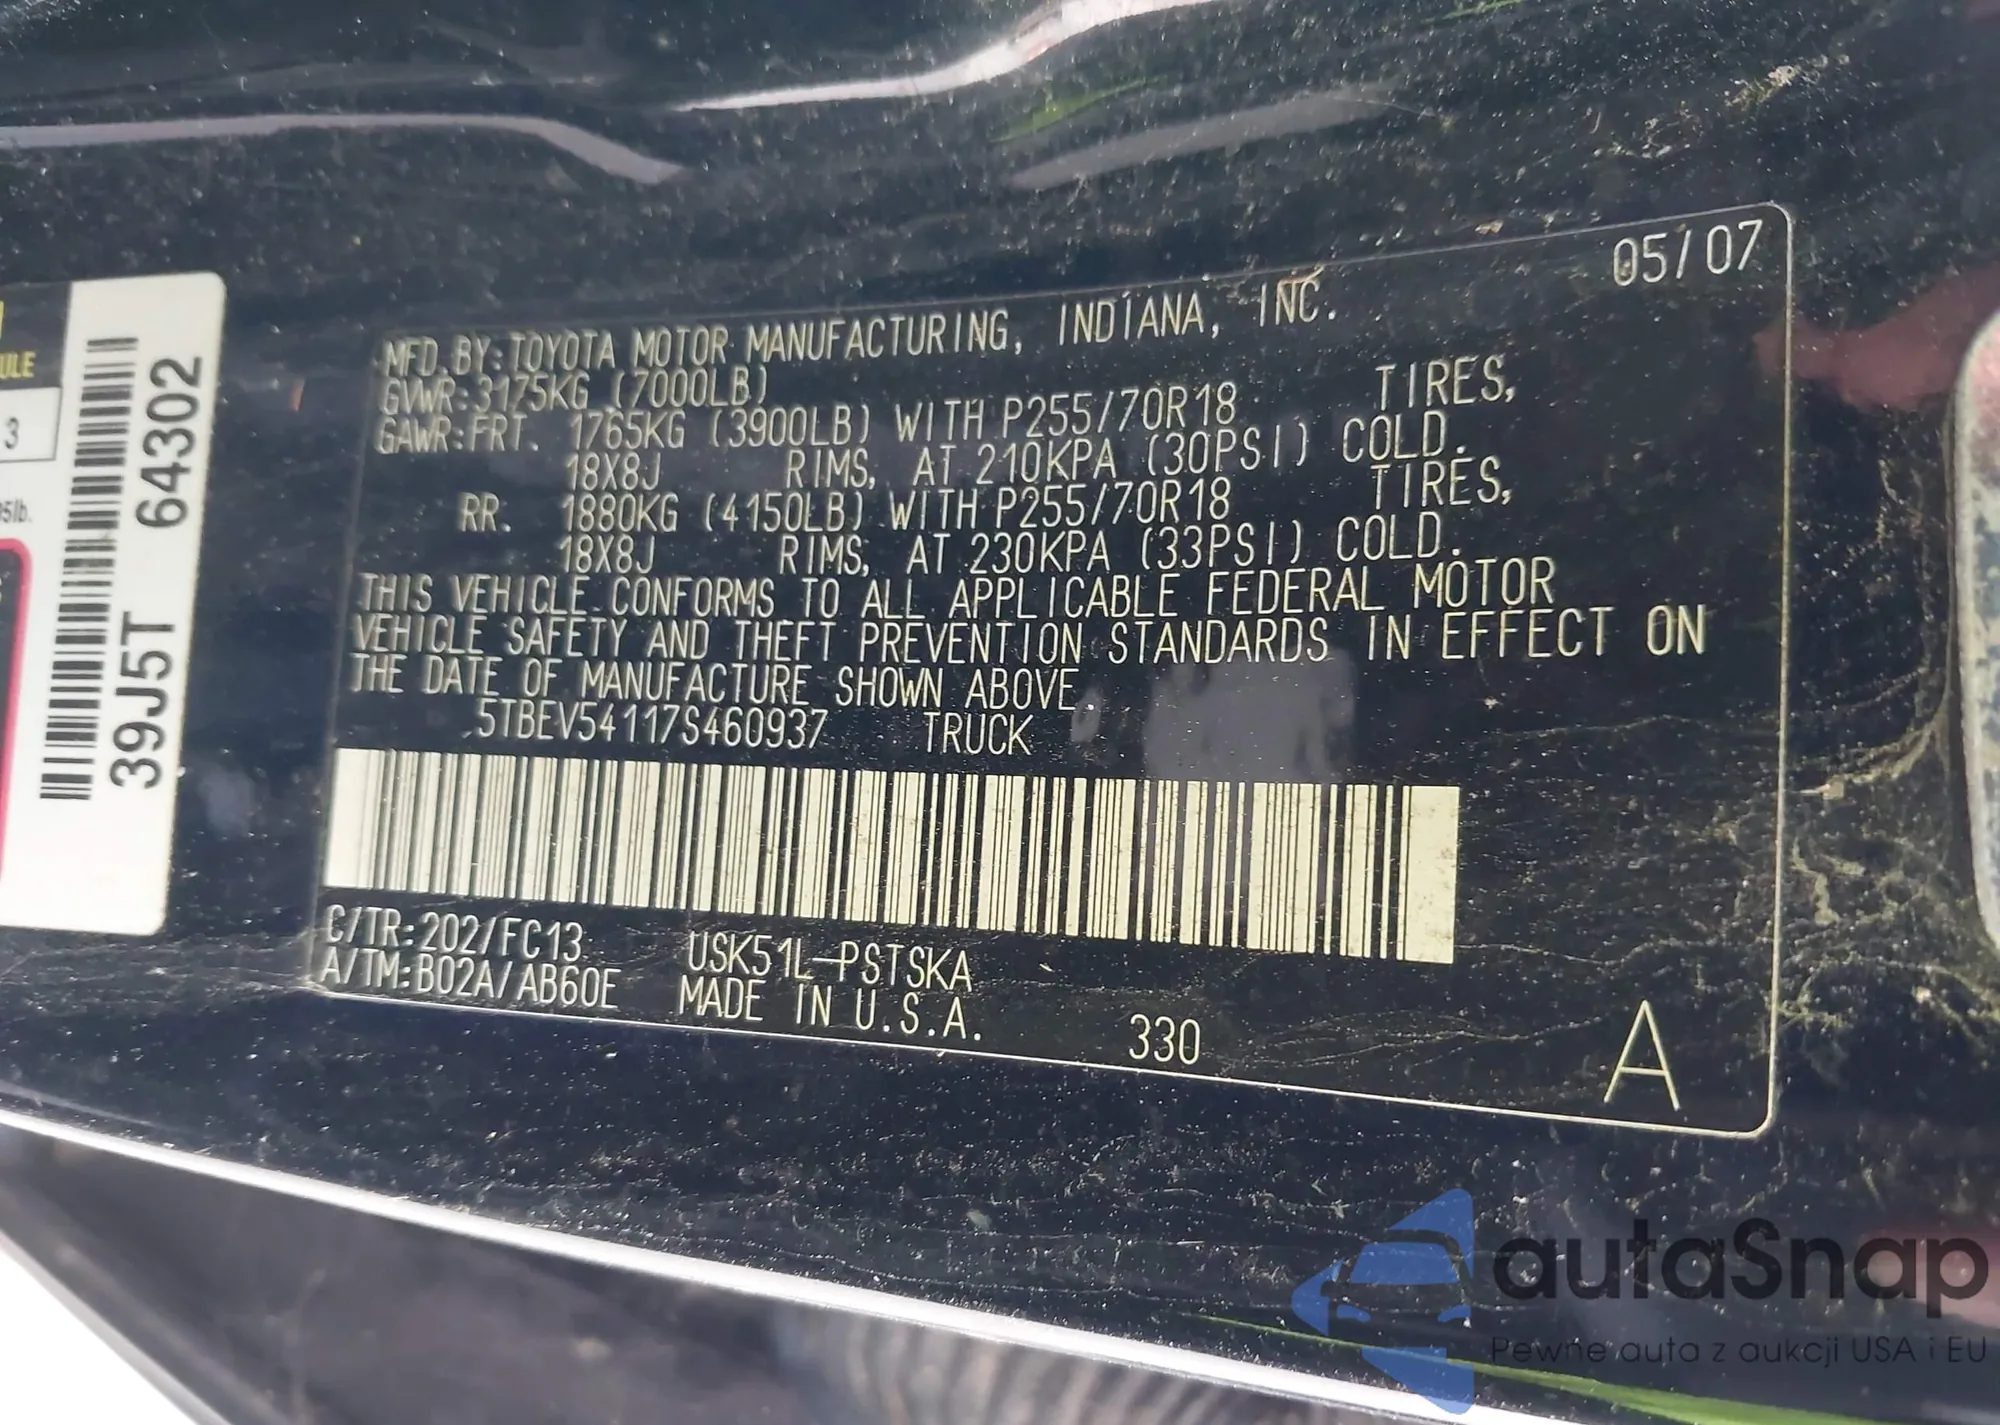 05/07
MFD.BY:TOYOTA MOTOR MANUFACTURING, INDIANA, INC.
GVWR:3175KG (7000LB)
GAWR:FRT. 1765KG (3900LB) WITH P255/70R18 TIRES,
18X8J RIMS, AT 210KPA (30PSI) COLD.
RR. 1880KG (4150LB) WITH P255/70R18 TIRES,
18X8J RIMS, AT 230KPA (33PSI) COLD.
THIS VEHICLE CONFORMS TO ALL APPLICABLE FEDERAL MOTOR
VEHICLE SAFETY AND THEFT PREVENTION STANDARDS IN EFFECT ON
THE DATE OF MANUFACTURE SHOWN ABOVE.
5TBEV54117S460937 TRUCK
C/TR:202/FC13 USK51L-PSTSKA
A/TM:B02A/AB60E MADE IN U.S.A.
330
A
39J5T 64302
3
autaSnap
Pewne auta z aukcji USA i EU